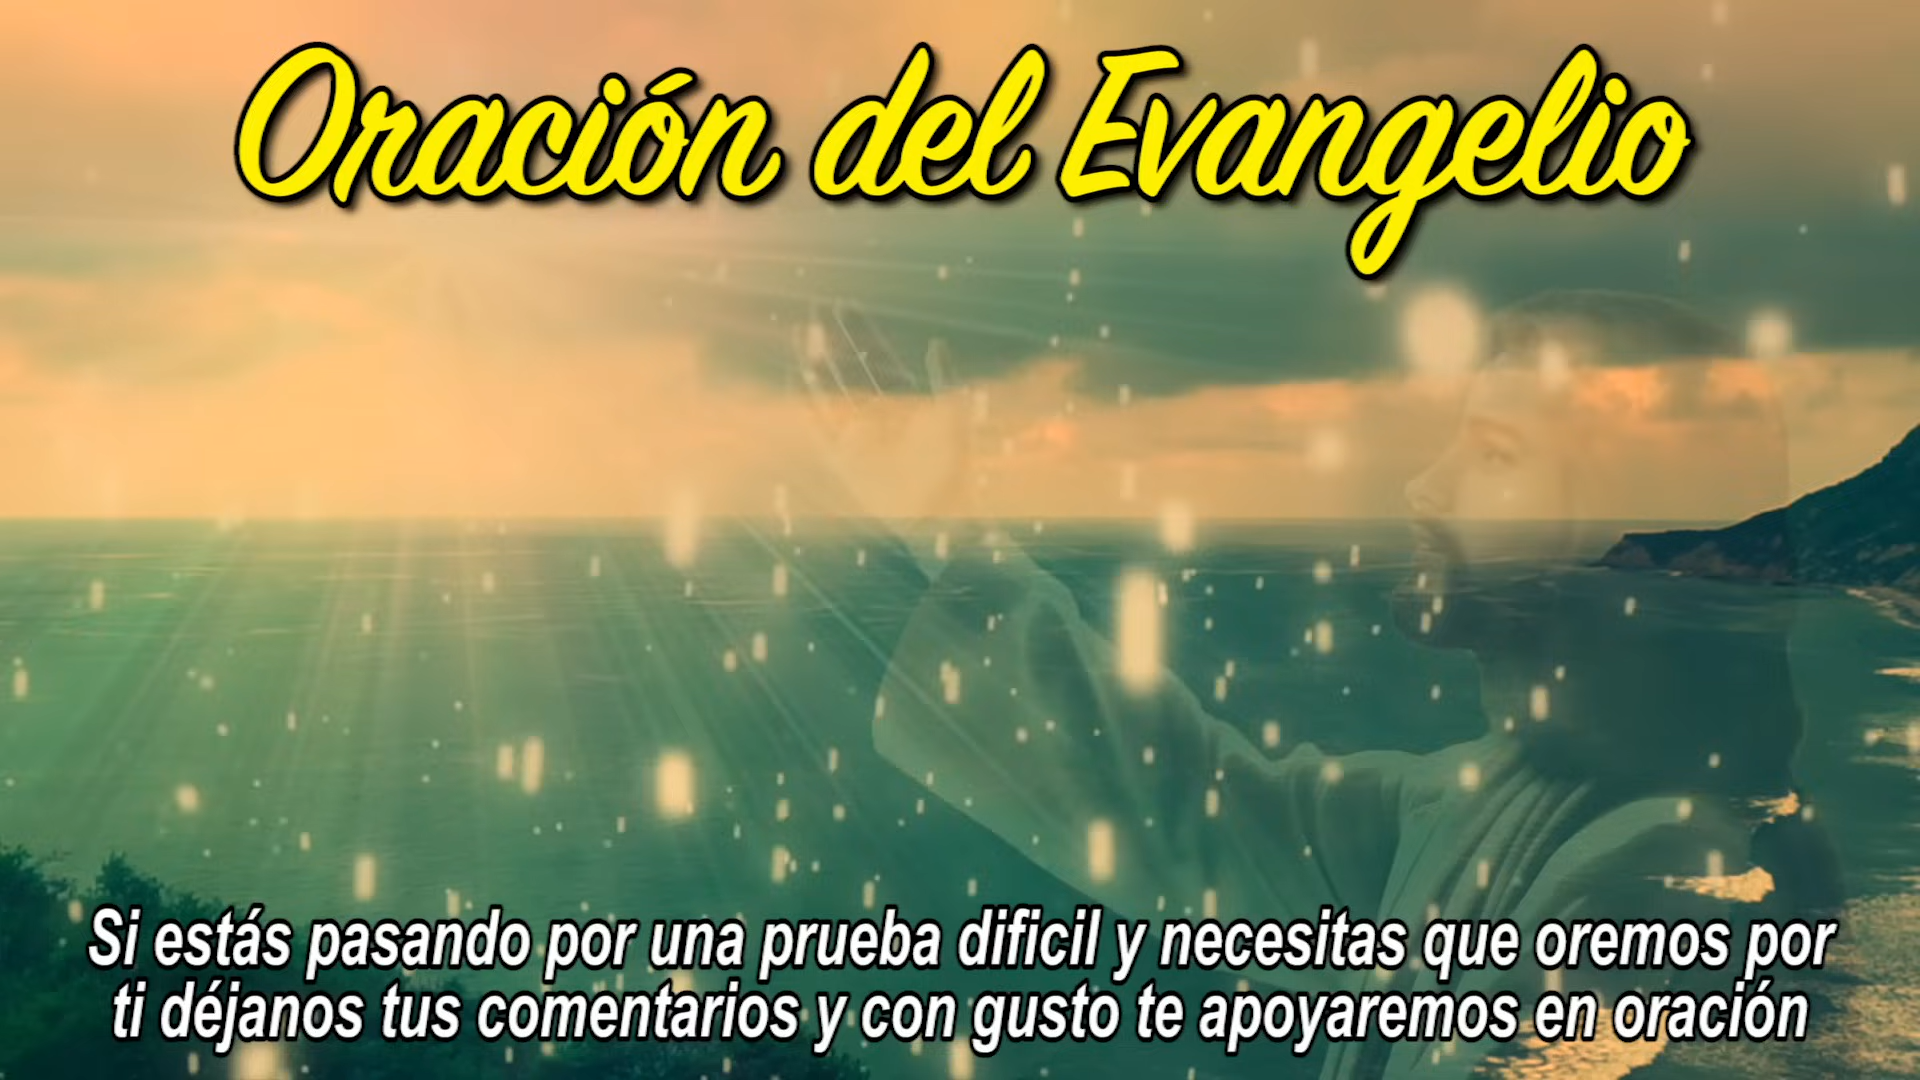 Oración del Evangelio
Si estás pasando por una prueba dificil y necesitas que oremos por
ti déjanos tus comentarios y con gusto te apoyaremos en oración